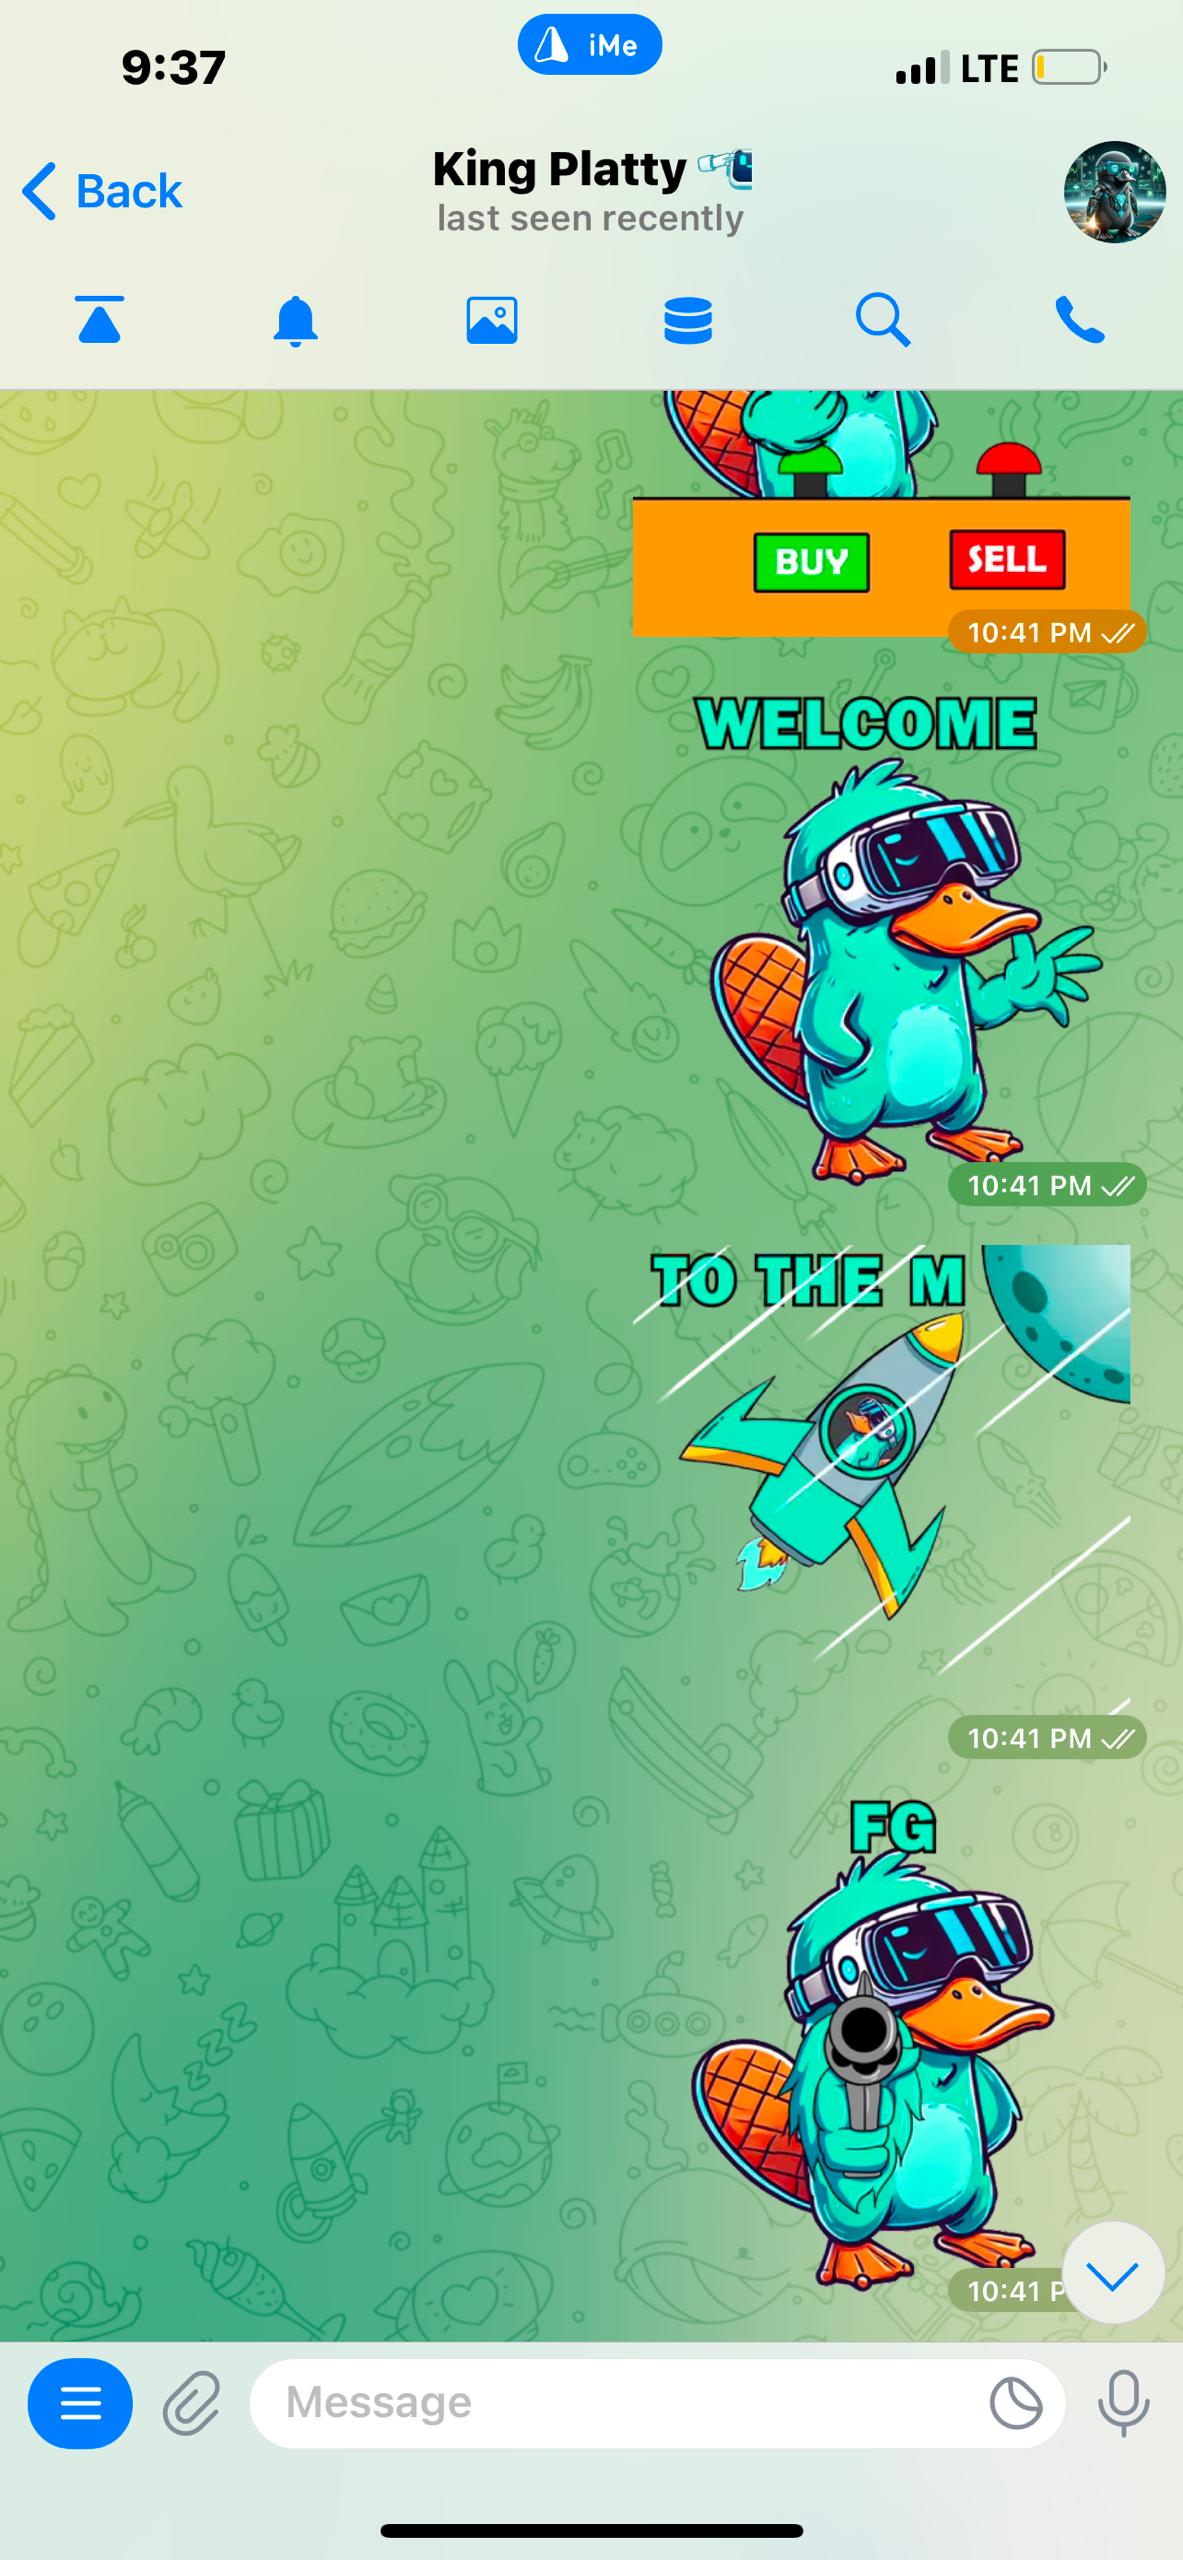 9:37
iMe
LTE
Back
King Platty
last seen recently
BUY
SELL
10:41 PM
WELCOME
10:41 PM
TO THE M
10:41 PM
FG
10:41 P
Message